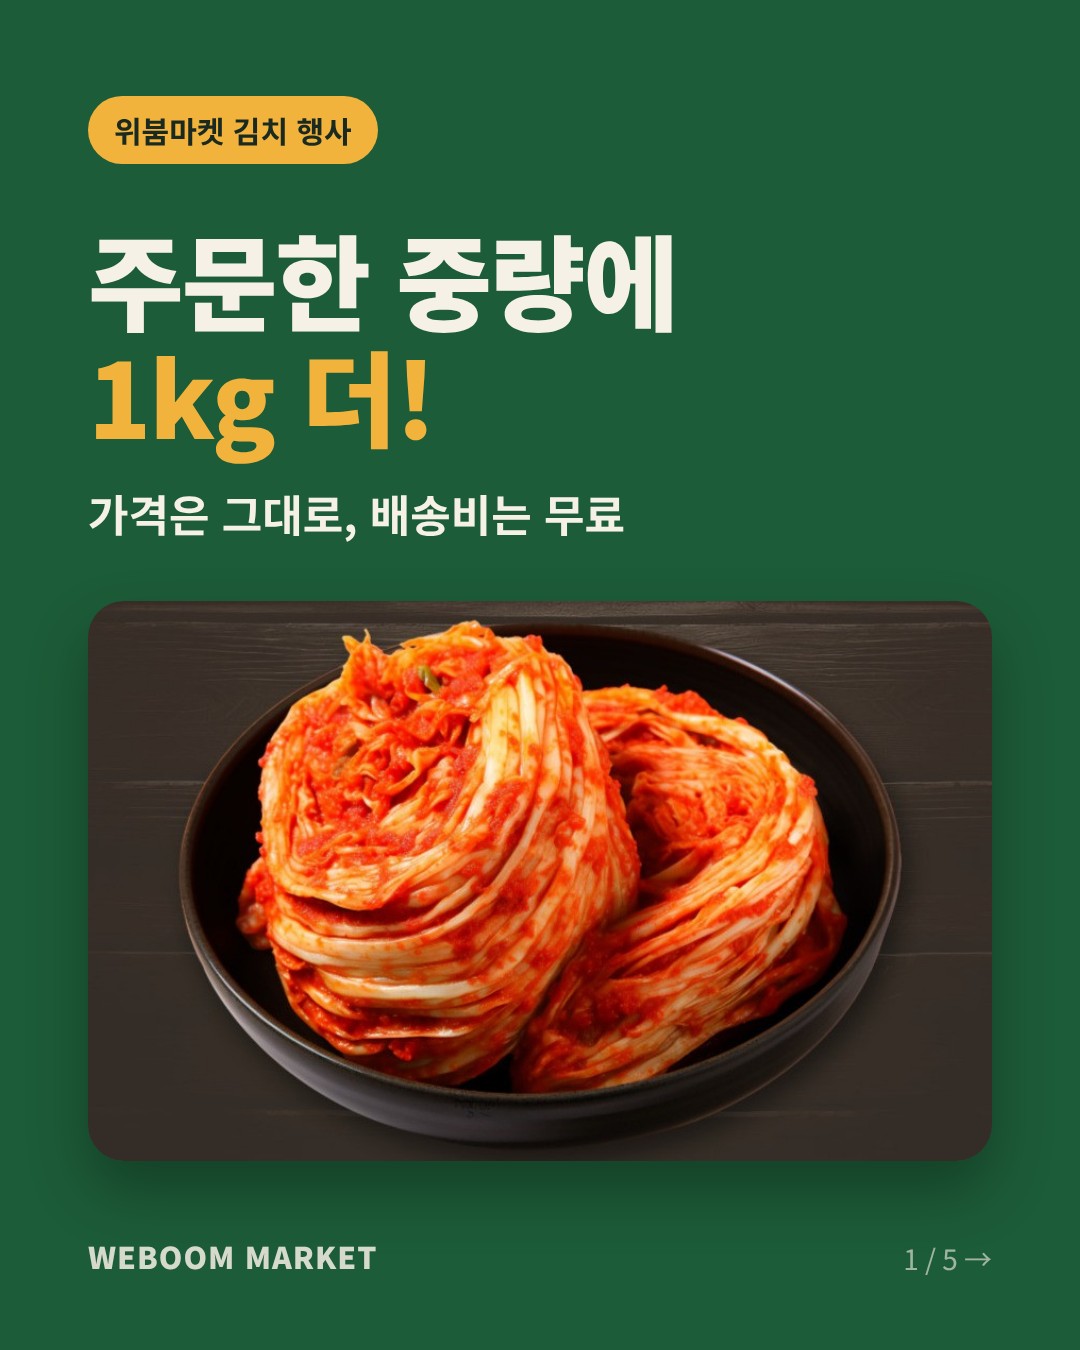 위붐마켓 김치 행사
주문한 중량에
1kg 더!
가격은 그대로, 배송비는 무료
WEBOOM MARKET
1 / 5 →